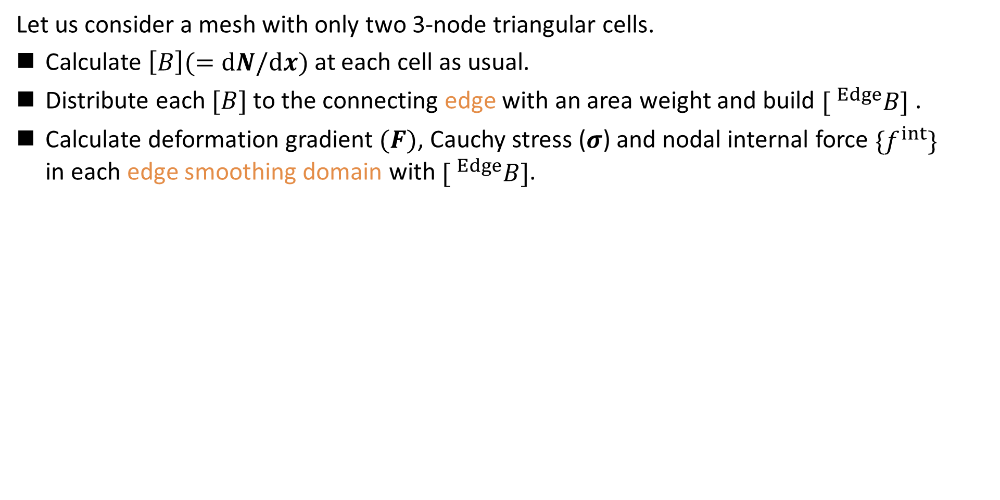 Let us consider a mesh with only two 3-node triangular cells.
■ Calculate [B](= dN/dx) at each cell as usual.
■ Distribute each [B] to the connecting edge with an area weight and build [ ᴱᵈᵍᵉB] .
■ Calculate deformation gradient (F), Cauchy stress (σ) and nodal internal force {fⁱⁿᵗ}
in each edge smoothing domain with [ ᴱᵈᵍᵉB].